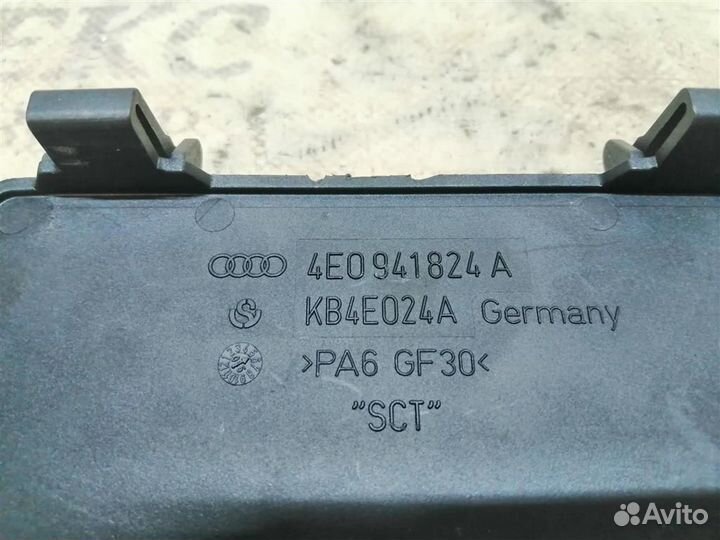 4E0 941 824 A
KB4E024A Germany
>PA6 GF30<
"SCT"
Avito